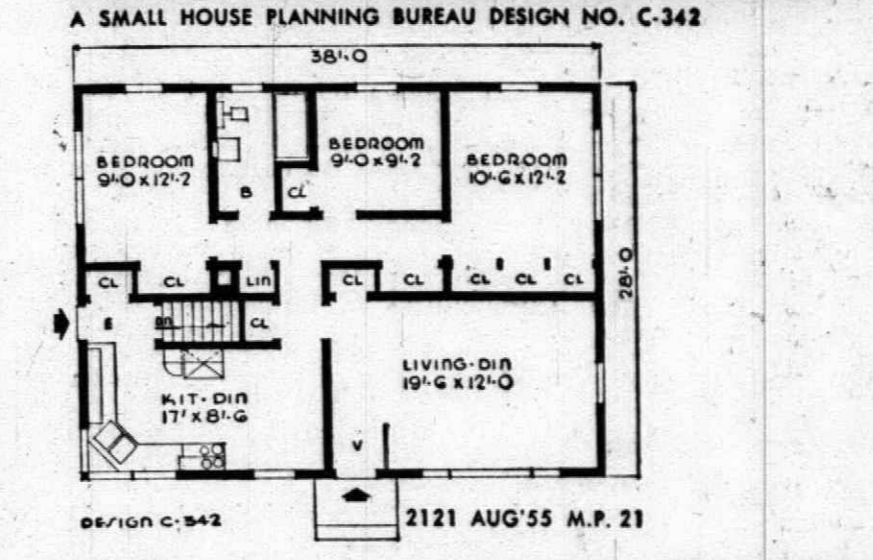 A SMALL HOUSE PLANNING BUREAU DESIGN NO. C-342
38'-0
BEDROOM
9'-0 x 12'-2
BEDROOM
9'-0 x 9'-2
BEDROOM
10'-6 x 12'-2
B
CL
28'-0
CL
CL
LIN
CL
CL
CL
CL
CL
E
DN
CL
LIVING-DIN
19'-6 x 12'-0
KIT-DIN
17' x 8'-6
V
DESIGN C-342
2121 AUG'55 M.P. 21